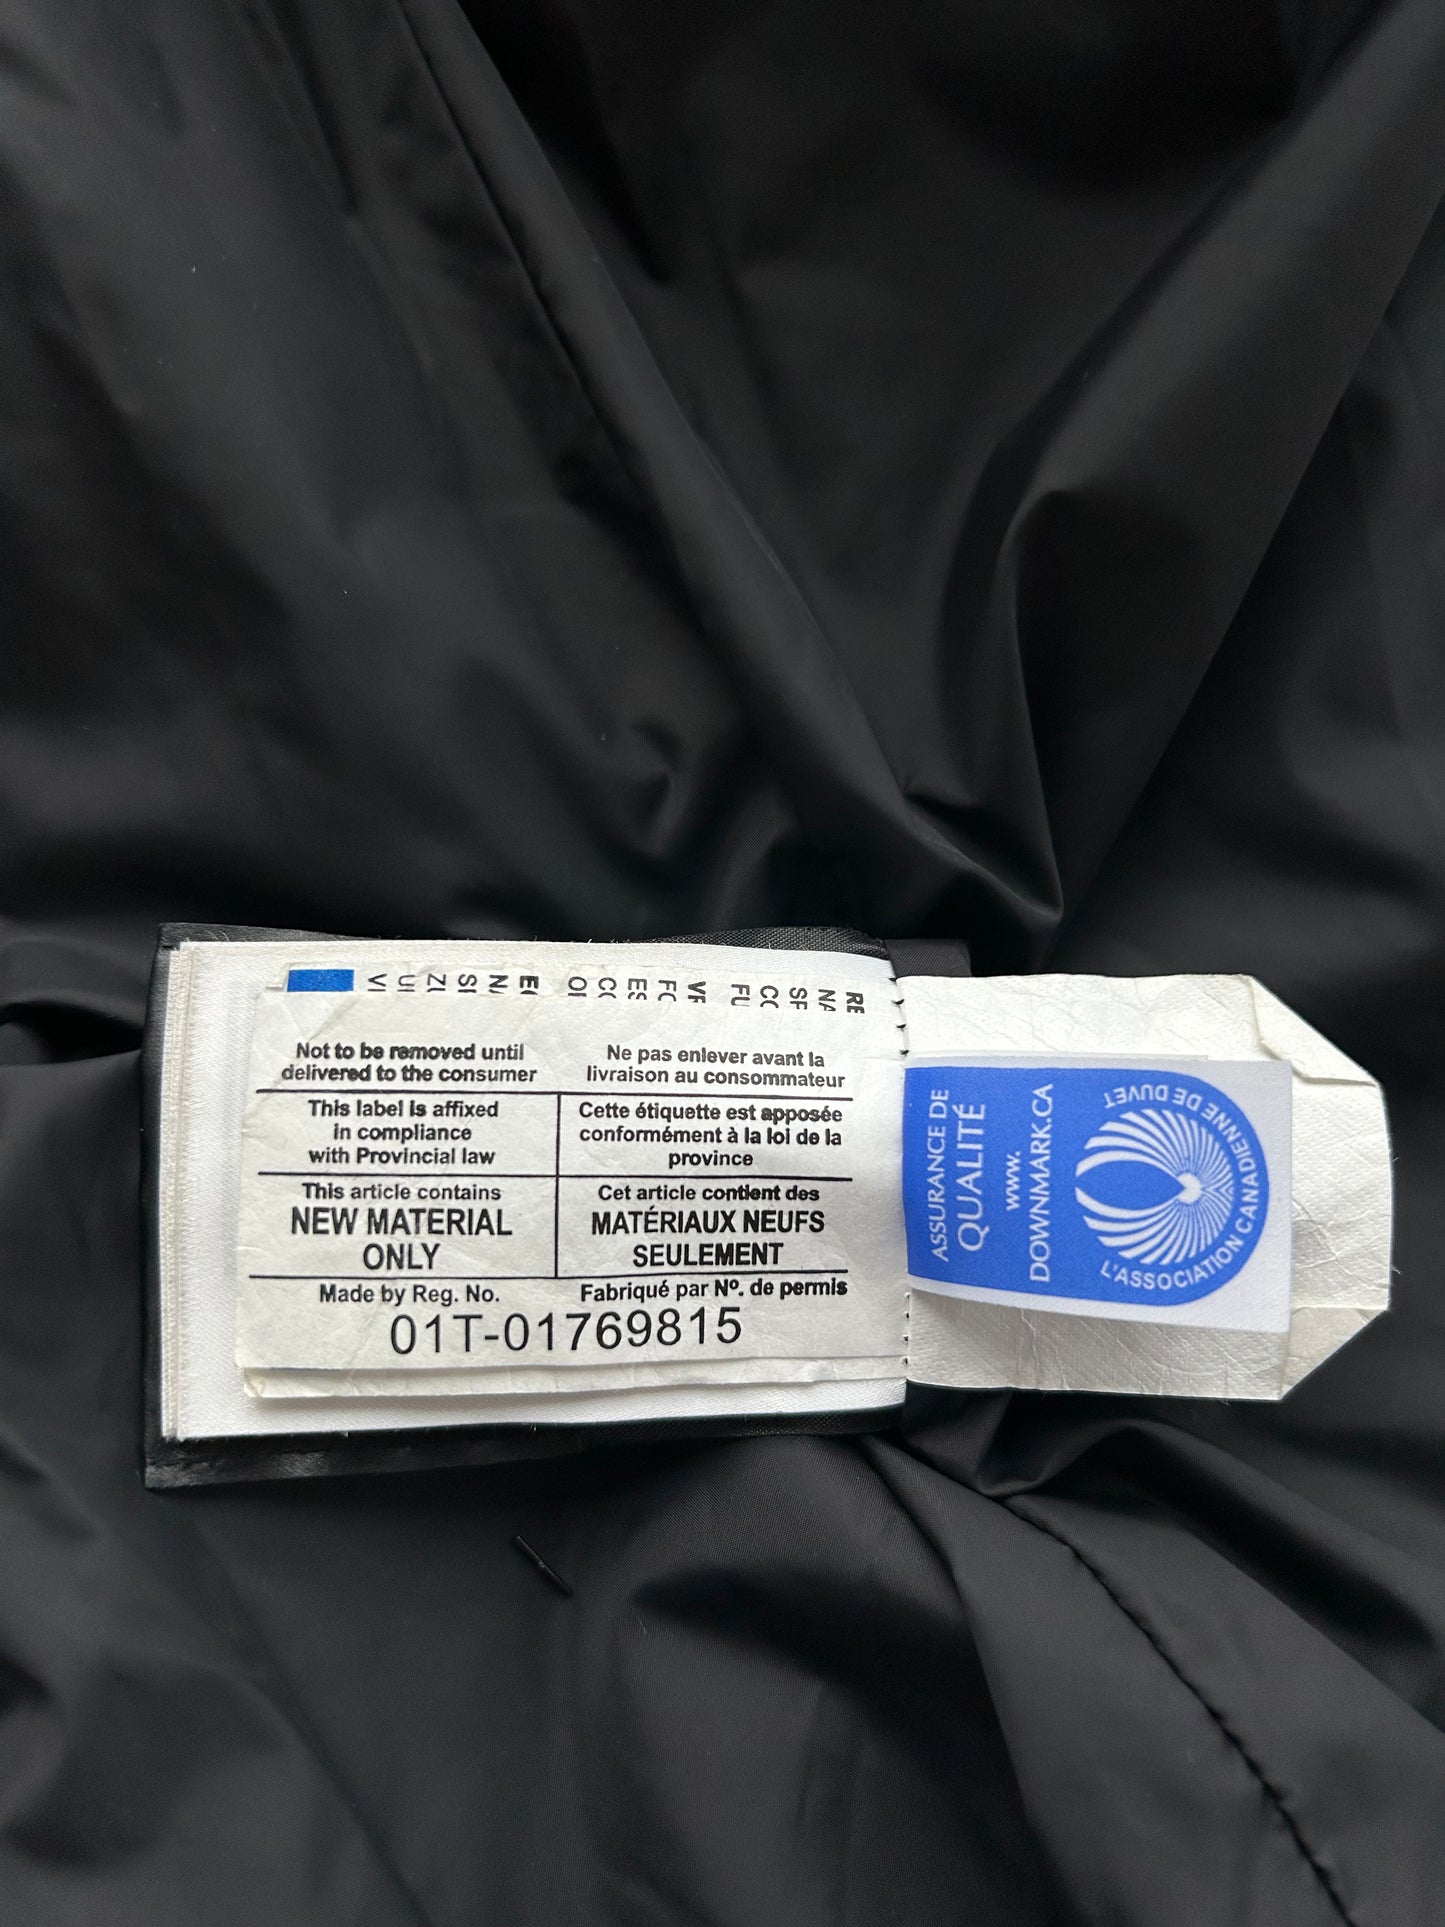 Not to be removed until
delivered to the consumer
Ne pas enlever avant la
livraison au consommateur
This label is affixed
in compliance
with Provincial law
Cette étiquette est apposée
conformément à la loi de la
province
This article contains
NEW MATERIAL
ONLY
Cet article contient des
MATÉRIAUX NEUFS
SEULEMENT
Made by Reg. No.
Fabriqué par Nº. de permis
01T-01769815
ASSURANCE DE
QUALITÉ
www.
DOWNMARK.CA
L'ASSOCIATION CANADIENNE DE DUVET